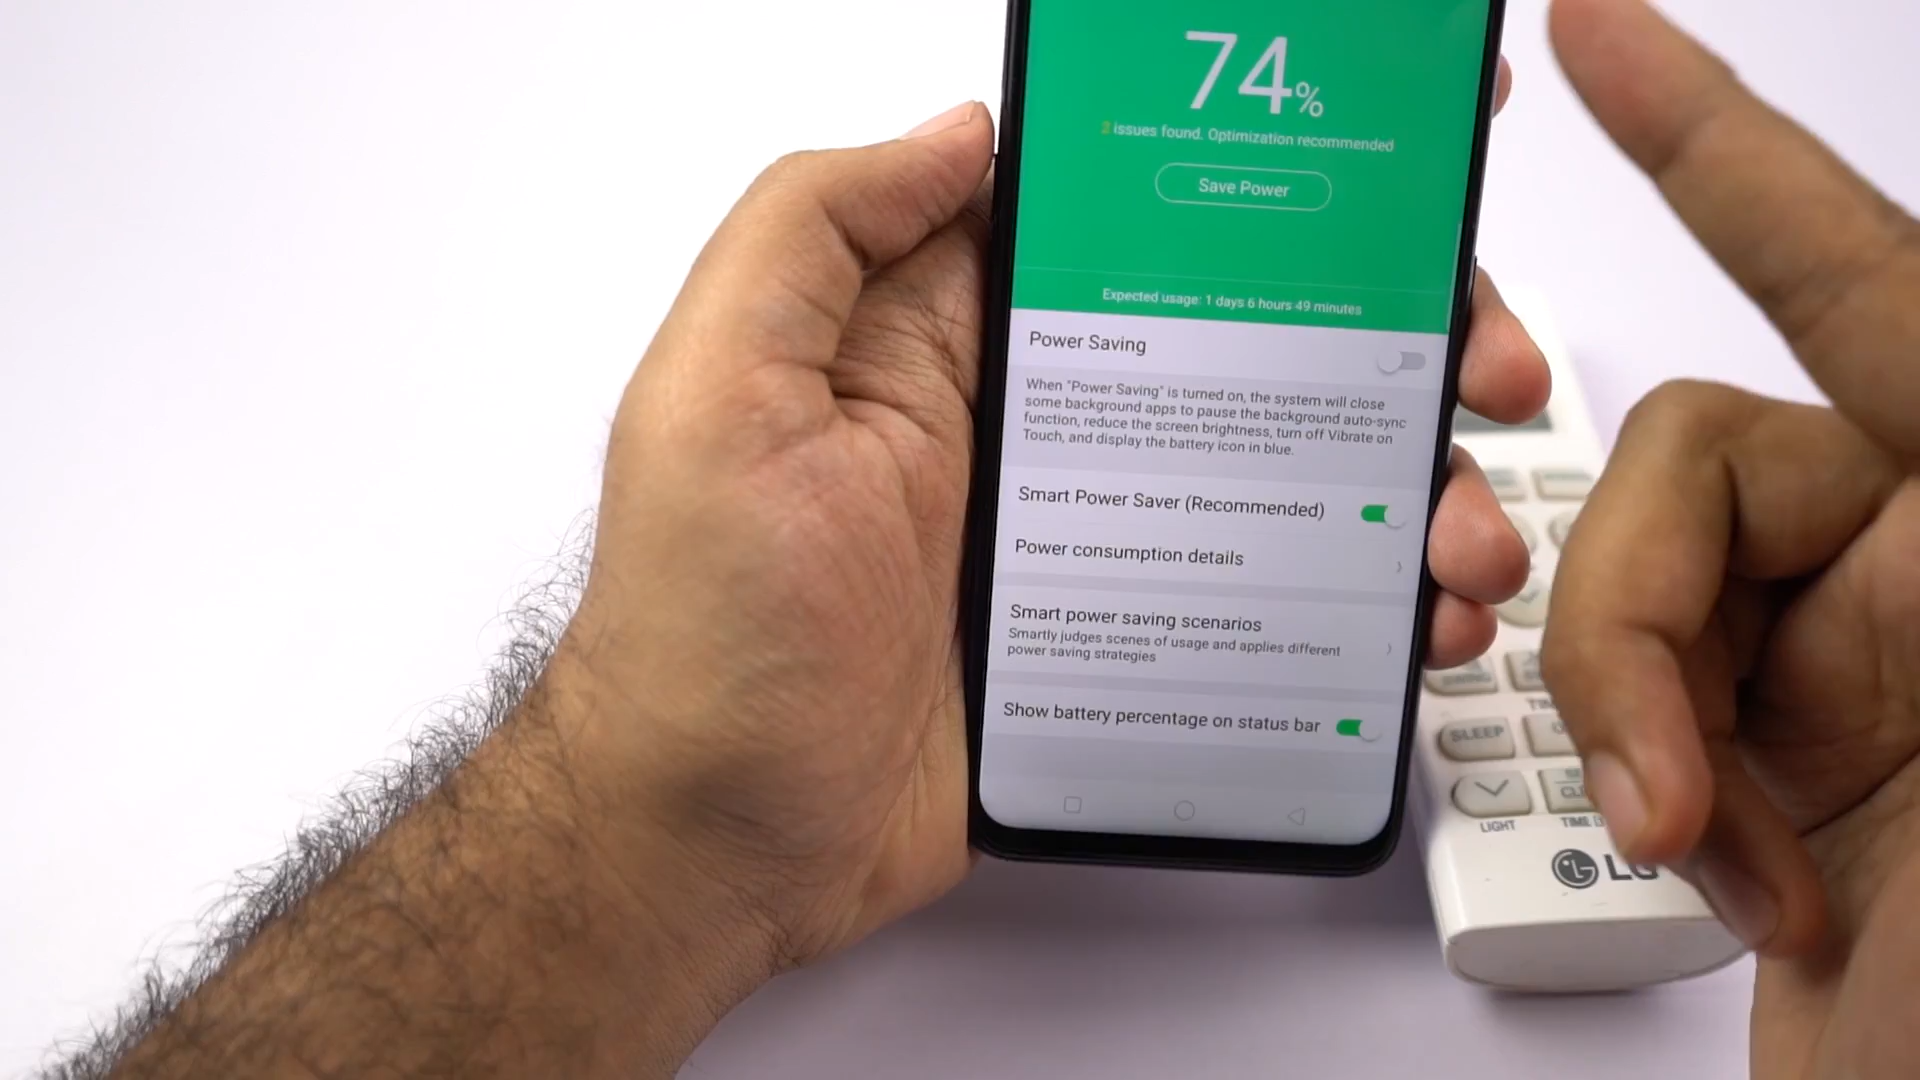 74%
2 issues found. Optimization recommended
Save Power
Expected usage: 1 days 6 hours 49 minutes
Power Saving
When "Power Saving" is turned on, the system will close
some background apps to pause the background auto-sync
function, reduce the screen brightness, turn off Vibrate on
Touch, and display the battery icon in blue.
Smart Power Saver (Recommended)
Power consumption details
Smart power saving scenarios
Smartly judges scenes of usage and applies different
power saving strategies
Show battery percentage on status bar
SLEEP
LIGHT
TIME
LG